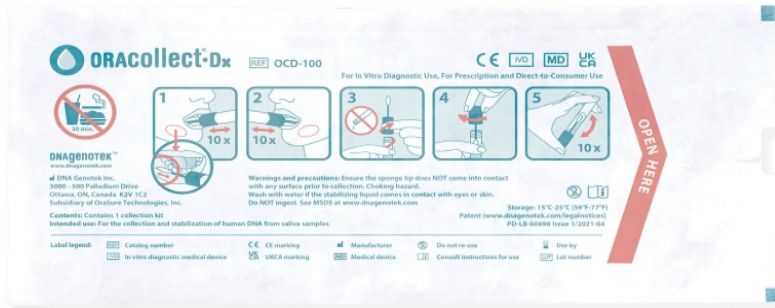 ORAcollect•Dx
REF OCD-100
CE IVD MD UK CA
For In Vitro Diagnostic Use, For Prescription and Direct-to-Consumer Use
30 min.
1
10 x
2
10 x
3
4
5
10 x
OPEN HERE
DNAgenotek™
www.dnagenotek.com
DNA Genotek Inc.
3000 - 500 Palladium Drive
Ottawa, ON, Canada K2V 1C2
Subsidiary of OraSure Technologies, Inc.
Contents: Contains 1 collection kit
Intended use: For the collection and stabilization of human DNA from saliva samples
Warnings and precautions: Ensure the sponge tip does NOT come into contact
with any surface prior to collection. Choking hazard.
Wash with water if the stabilizing liquid comes in contact with eyes or skin.
Do NOT ingest. See MSDS at www.dnagenotek.com
Storage: 15°C-25°C (59°F-77°F)
Patent (www.dnagenotek.com/legalnotices)
PD-LB-00696 Issue 1/2021-04
Label legend:
REF Catalog number
CE CE marking
Manufacturer
Do not re-use
Use by
IVD In vitro diagnostic medical device
UK CA UKCA marking
MD Medical device
Consult instructions for use
LOT Lot number